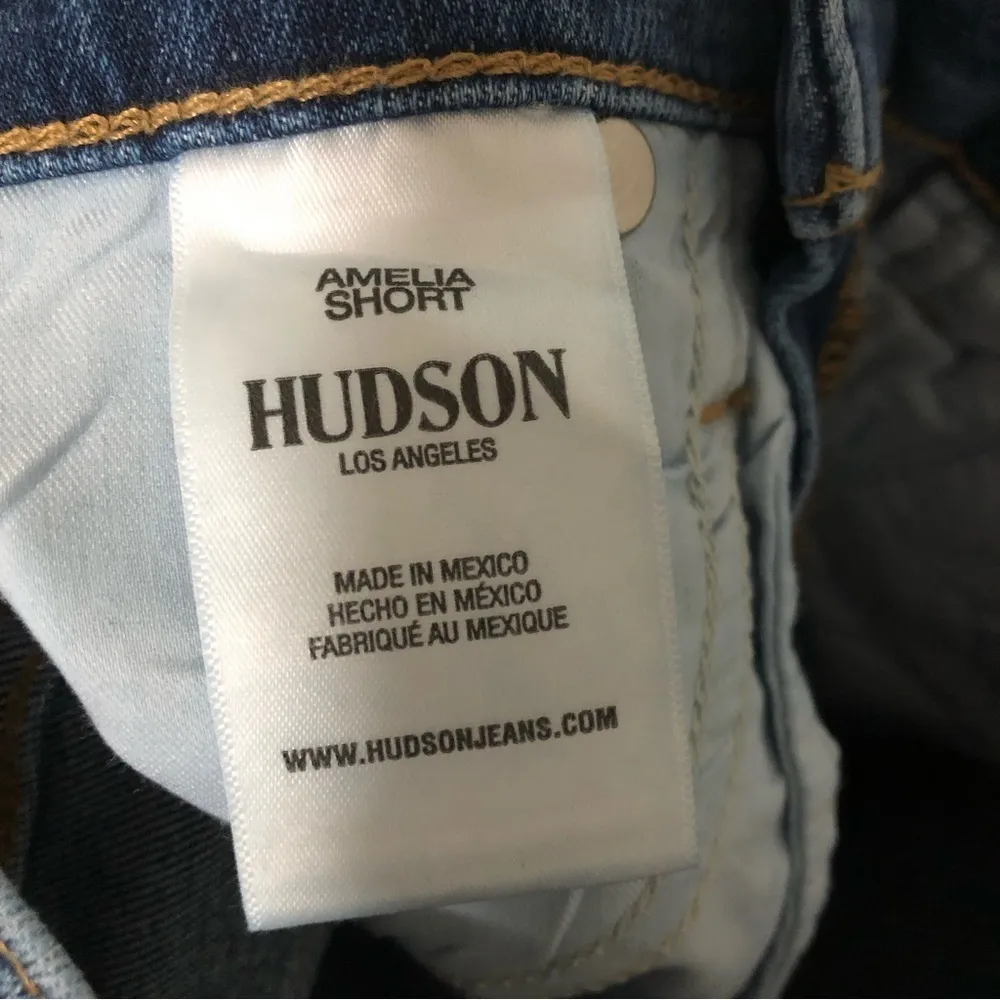 AMELIA
SHORT
HUDSON
LOS ANGELES
MADE IN MEXICO
HECHO EN MÉXICO
FABRIQUÉ AU MEXIQUE
WWW.HUDSONJEANS.COM